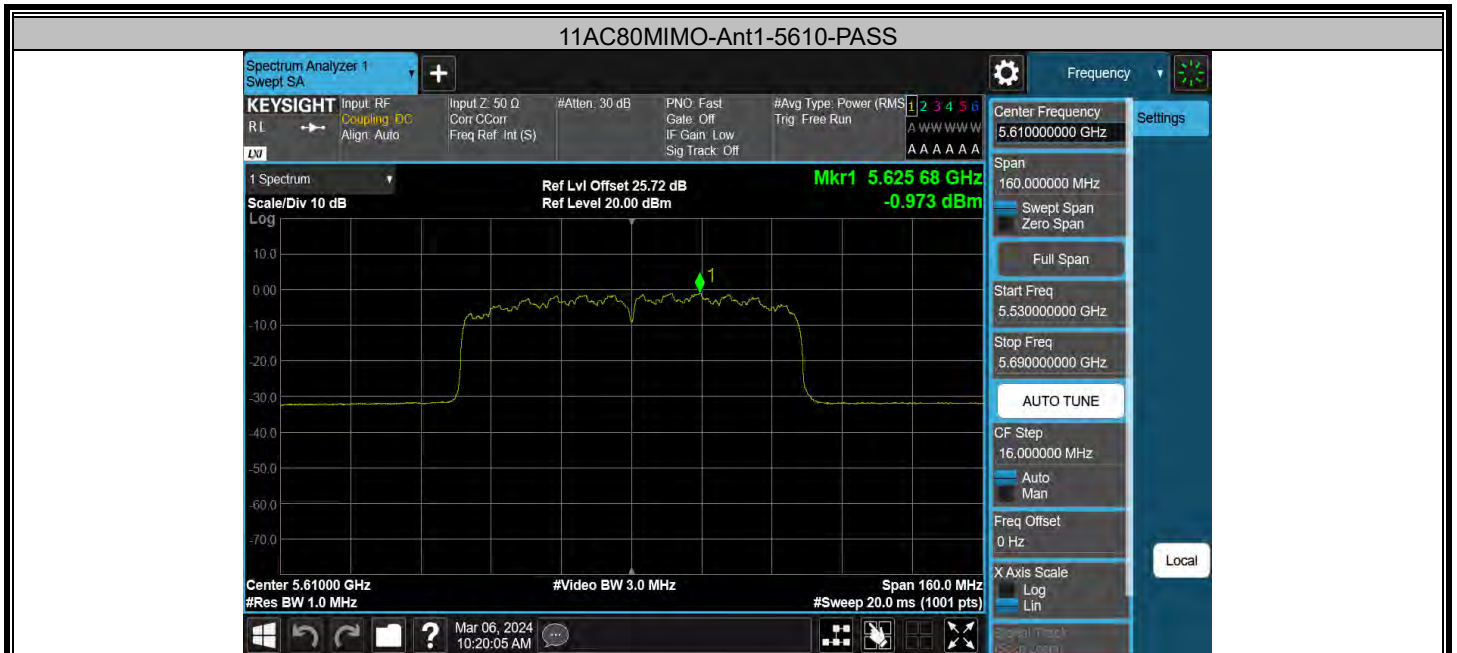 11AC80MIMO-Ant1-5610-PASS
Spectrum Analyzer 1
Swept SA
+
Frequency
KEYSIGHT
RL
LXI
Input: RF
Coupling: DC
Align: Auto
Input Z: 50 Ω
Corr CCorr
Freq Ref: Int (S)
#Atten: 30 dB
PNO: Fast
Gate: Off
IF Gain: Low
Sig Track: Off
#Avg Type: Power (RMS
Trig: Free Run
1 2 3 4 5 6
A WW WW W
A A A A A A
Center Frequency
5.610000000 GHz
Settings
Span
160.000000 MHz
Swept Span
Zero Span
Full Span
Start Freq
5.530000000 GHz
Stop Freq
5.690000000 GHz
AUTO TUNE
CF Step
16.000000 MHz
Auto
Man
Freq Offset
0 Hz
X Axis Scale
Log
Lin
Signal Track
(Span Zoom)
Local
1 Spectrum
Scale/Div 10 dB
Log
Ref Lvl Offset 25.72 dB
Ref Level 20.00 dBm
Mkr1 5.625 68 GHz
-0.973 dBm
1
10.0
0.00
-10.0
-20.0
-30.0
-40.0
-50.0
-60.0
-70.0
Center 5.61000 GHz
#Res BW 1.0 MHz
#Video BW 3.0 MHz
Span 160.0 MHz
#Sweep 20.0 ms (1001 pts)
?
Mar 06, 2024
10:20:05 AM